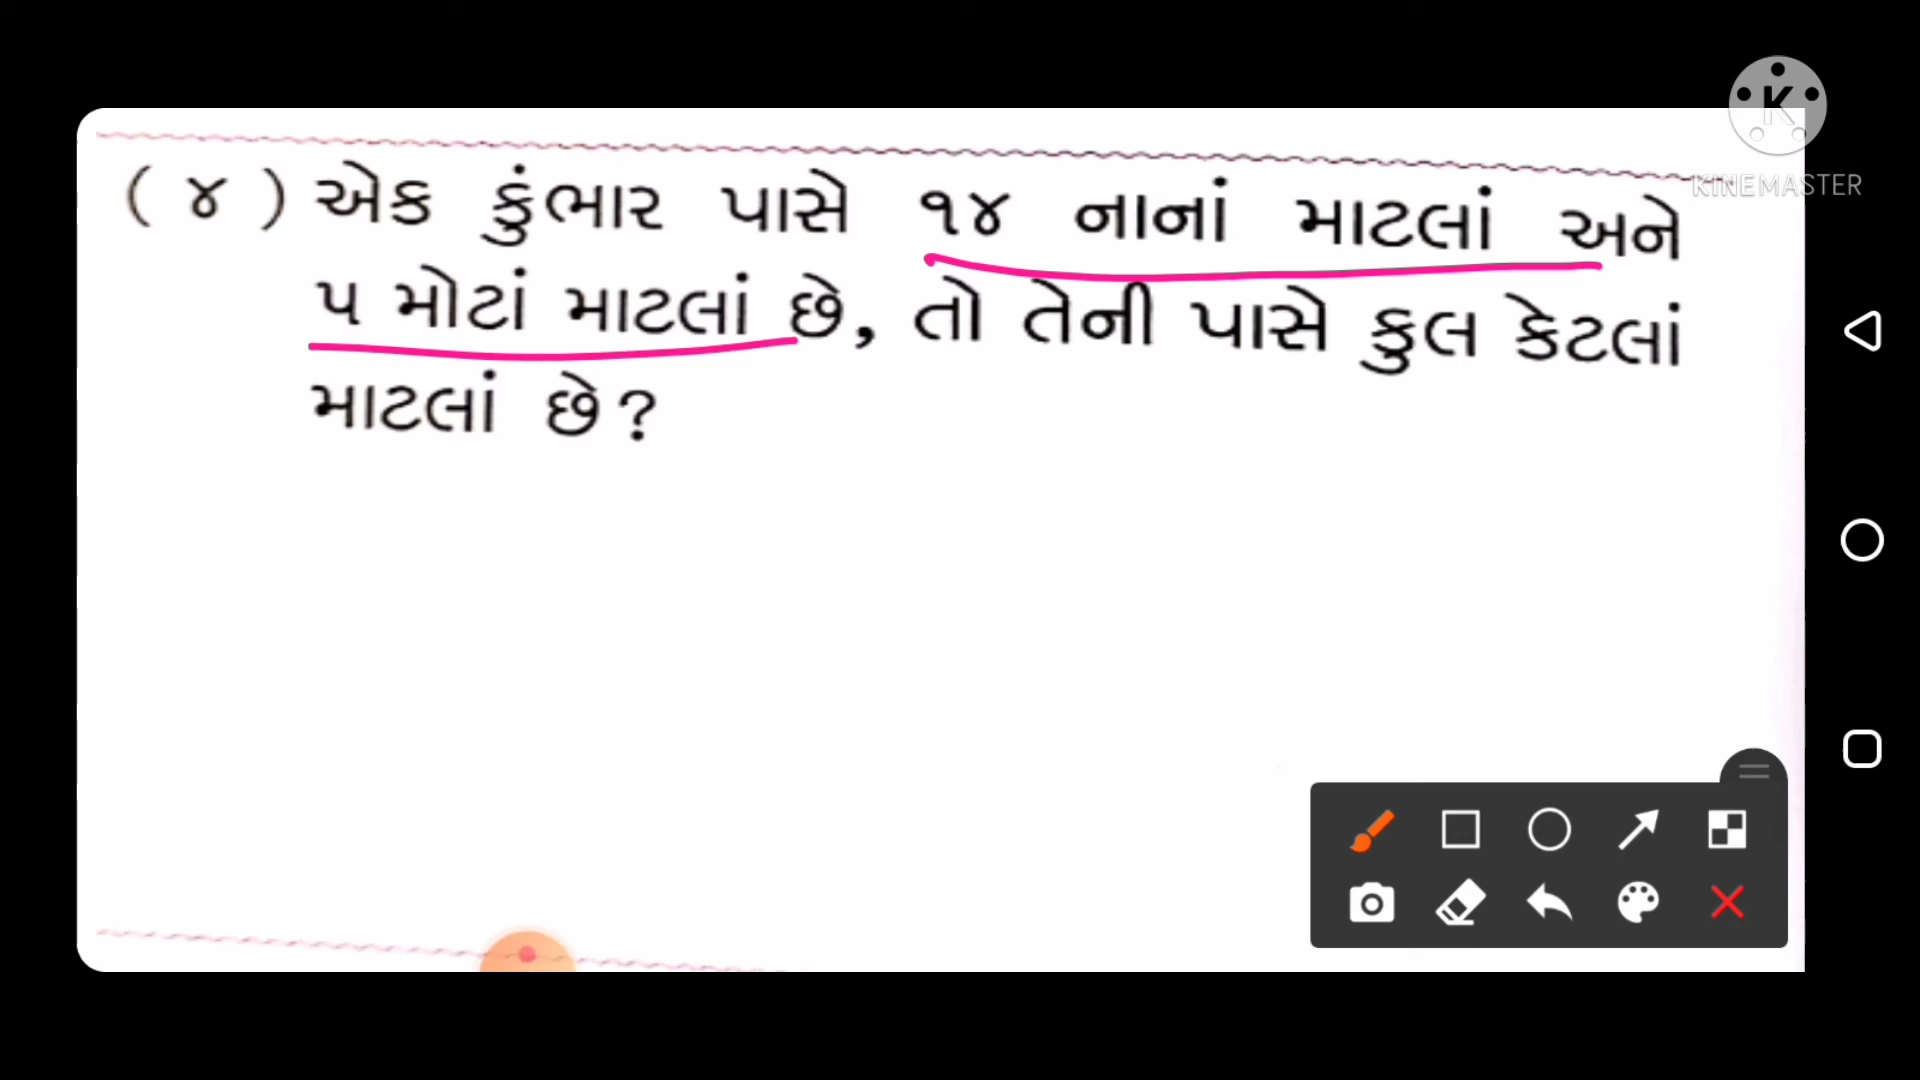 KINEMASTER
(૪) એક કુંભાર પાસે ૧૪ નાનાં માટલાં અને
૫ મોટાં માટલાં છે, તો તેની પાસે કુલ કેટલાં
માટલાં છે?